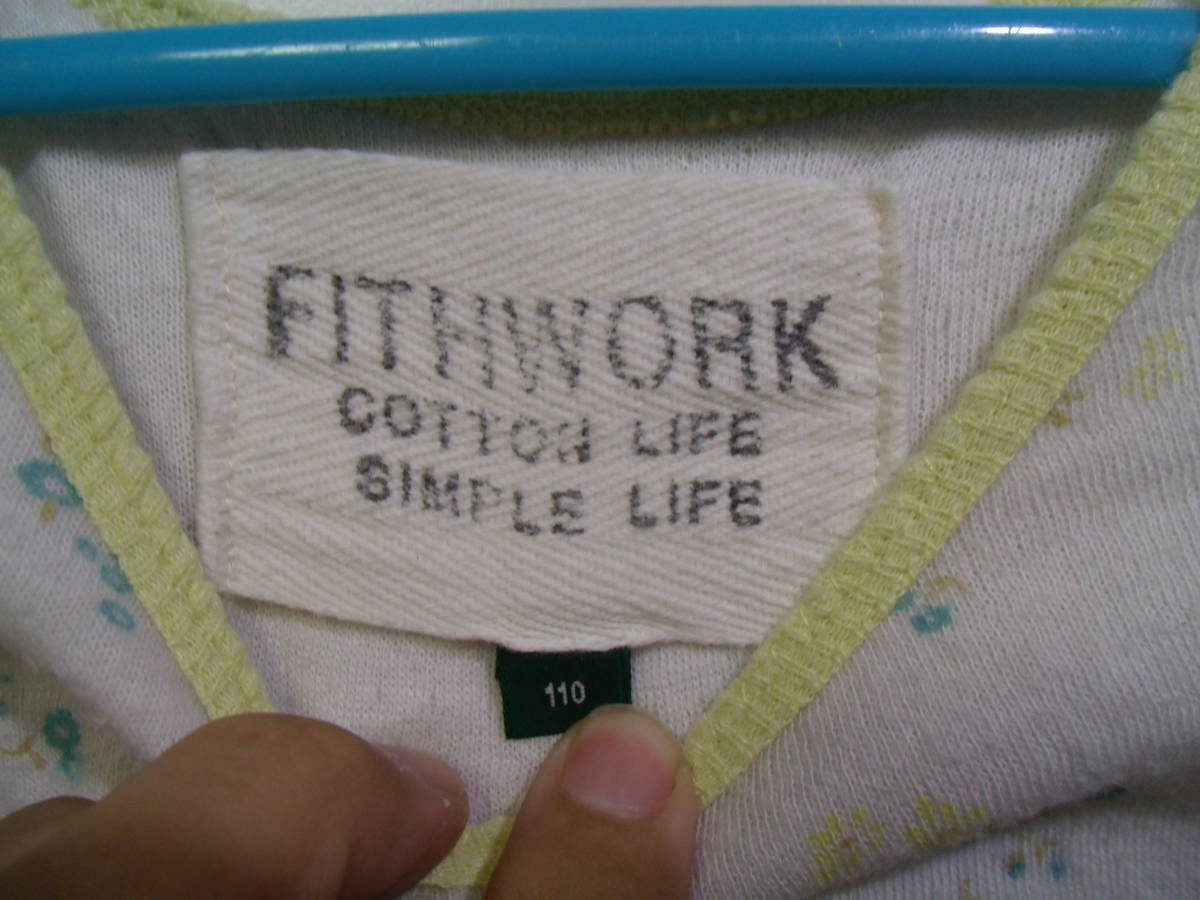 FITHWORK
COTTON LIFE
SIMPLE LIFE
110